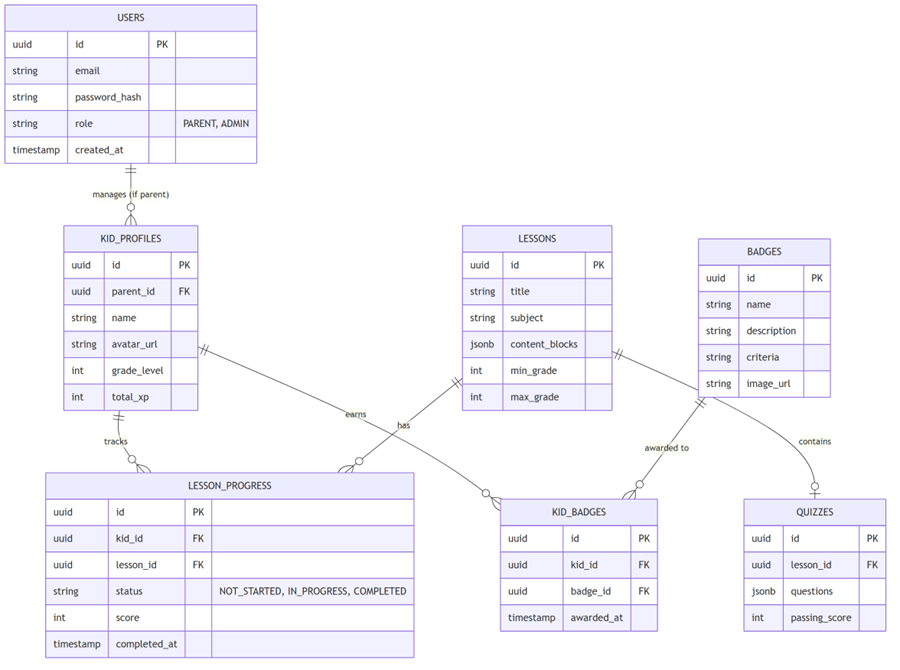 USERS
uuid id PK
string email
string password_hash
string role PARENT, ADMIN
timestamp created_at
manages (if parent)
KID_PROFILES
uuid id PK
uuid parent_id FK
string name
string avatar_url
int grade_level
int total_xp
LESSONS
uuid id PK
string title
string subject
jsonb content_blocks
int min_grade
int max_grade
BADGES
uuid id PK
string name
string description
string criteria
string image_url
tracks
earns
has
awarded to
contains
LESSON_PROGRESS
uuid id PK
uuid kid_id FK
uuid lesson_id FK
string status NOT_STARTED, IN_PROGRESS, COMPLETED
int score
timestamp completed_at
KID_BADGES
uuid id PK
uuid kid_id FK
uuid badge_id FK
timestamp awarded_at
QUIZZES
uuid id PK
uuid lesson_id FK
jsonb questions
int passing_score